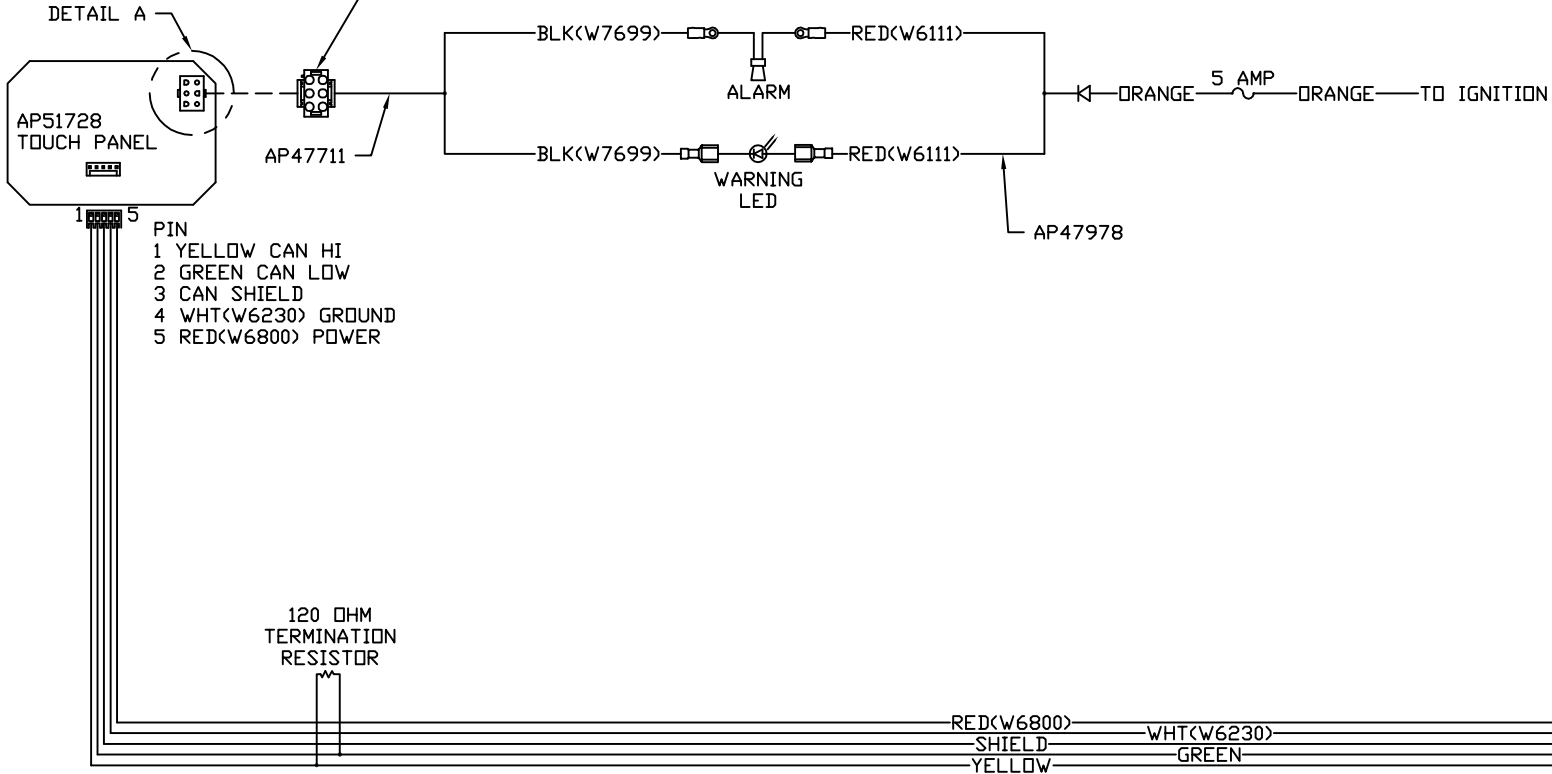 DETAIL A
BLK(W7699)
RED(W6111)
ALARM
5 AMP
ORANGE
ORANGE
TO IGNITION
AP51728
TOUCH PANEL
AP47711
BLK(W7699)
RED(W6111)
WARNING
LED
AP47978
1
5
PIN
1 YELLOW CAN HI
2 GREEN CAN LOW
3 CAN SHIELD
4 WHT(W6230) GROUND
5 RED(W6800) POWER
120 OHM
TERMINATION
RESISTOR
RED(W6800)
WHT(W6230)
SHIELD
GREEN
YELLOW